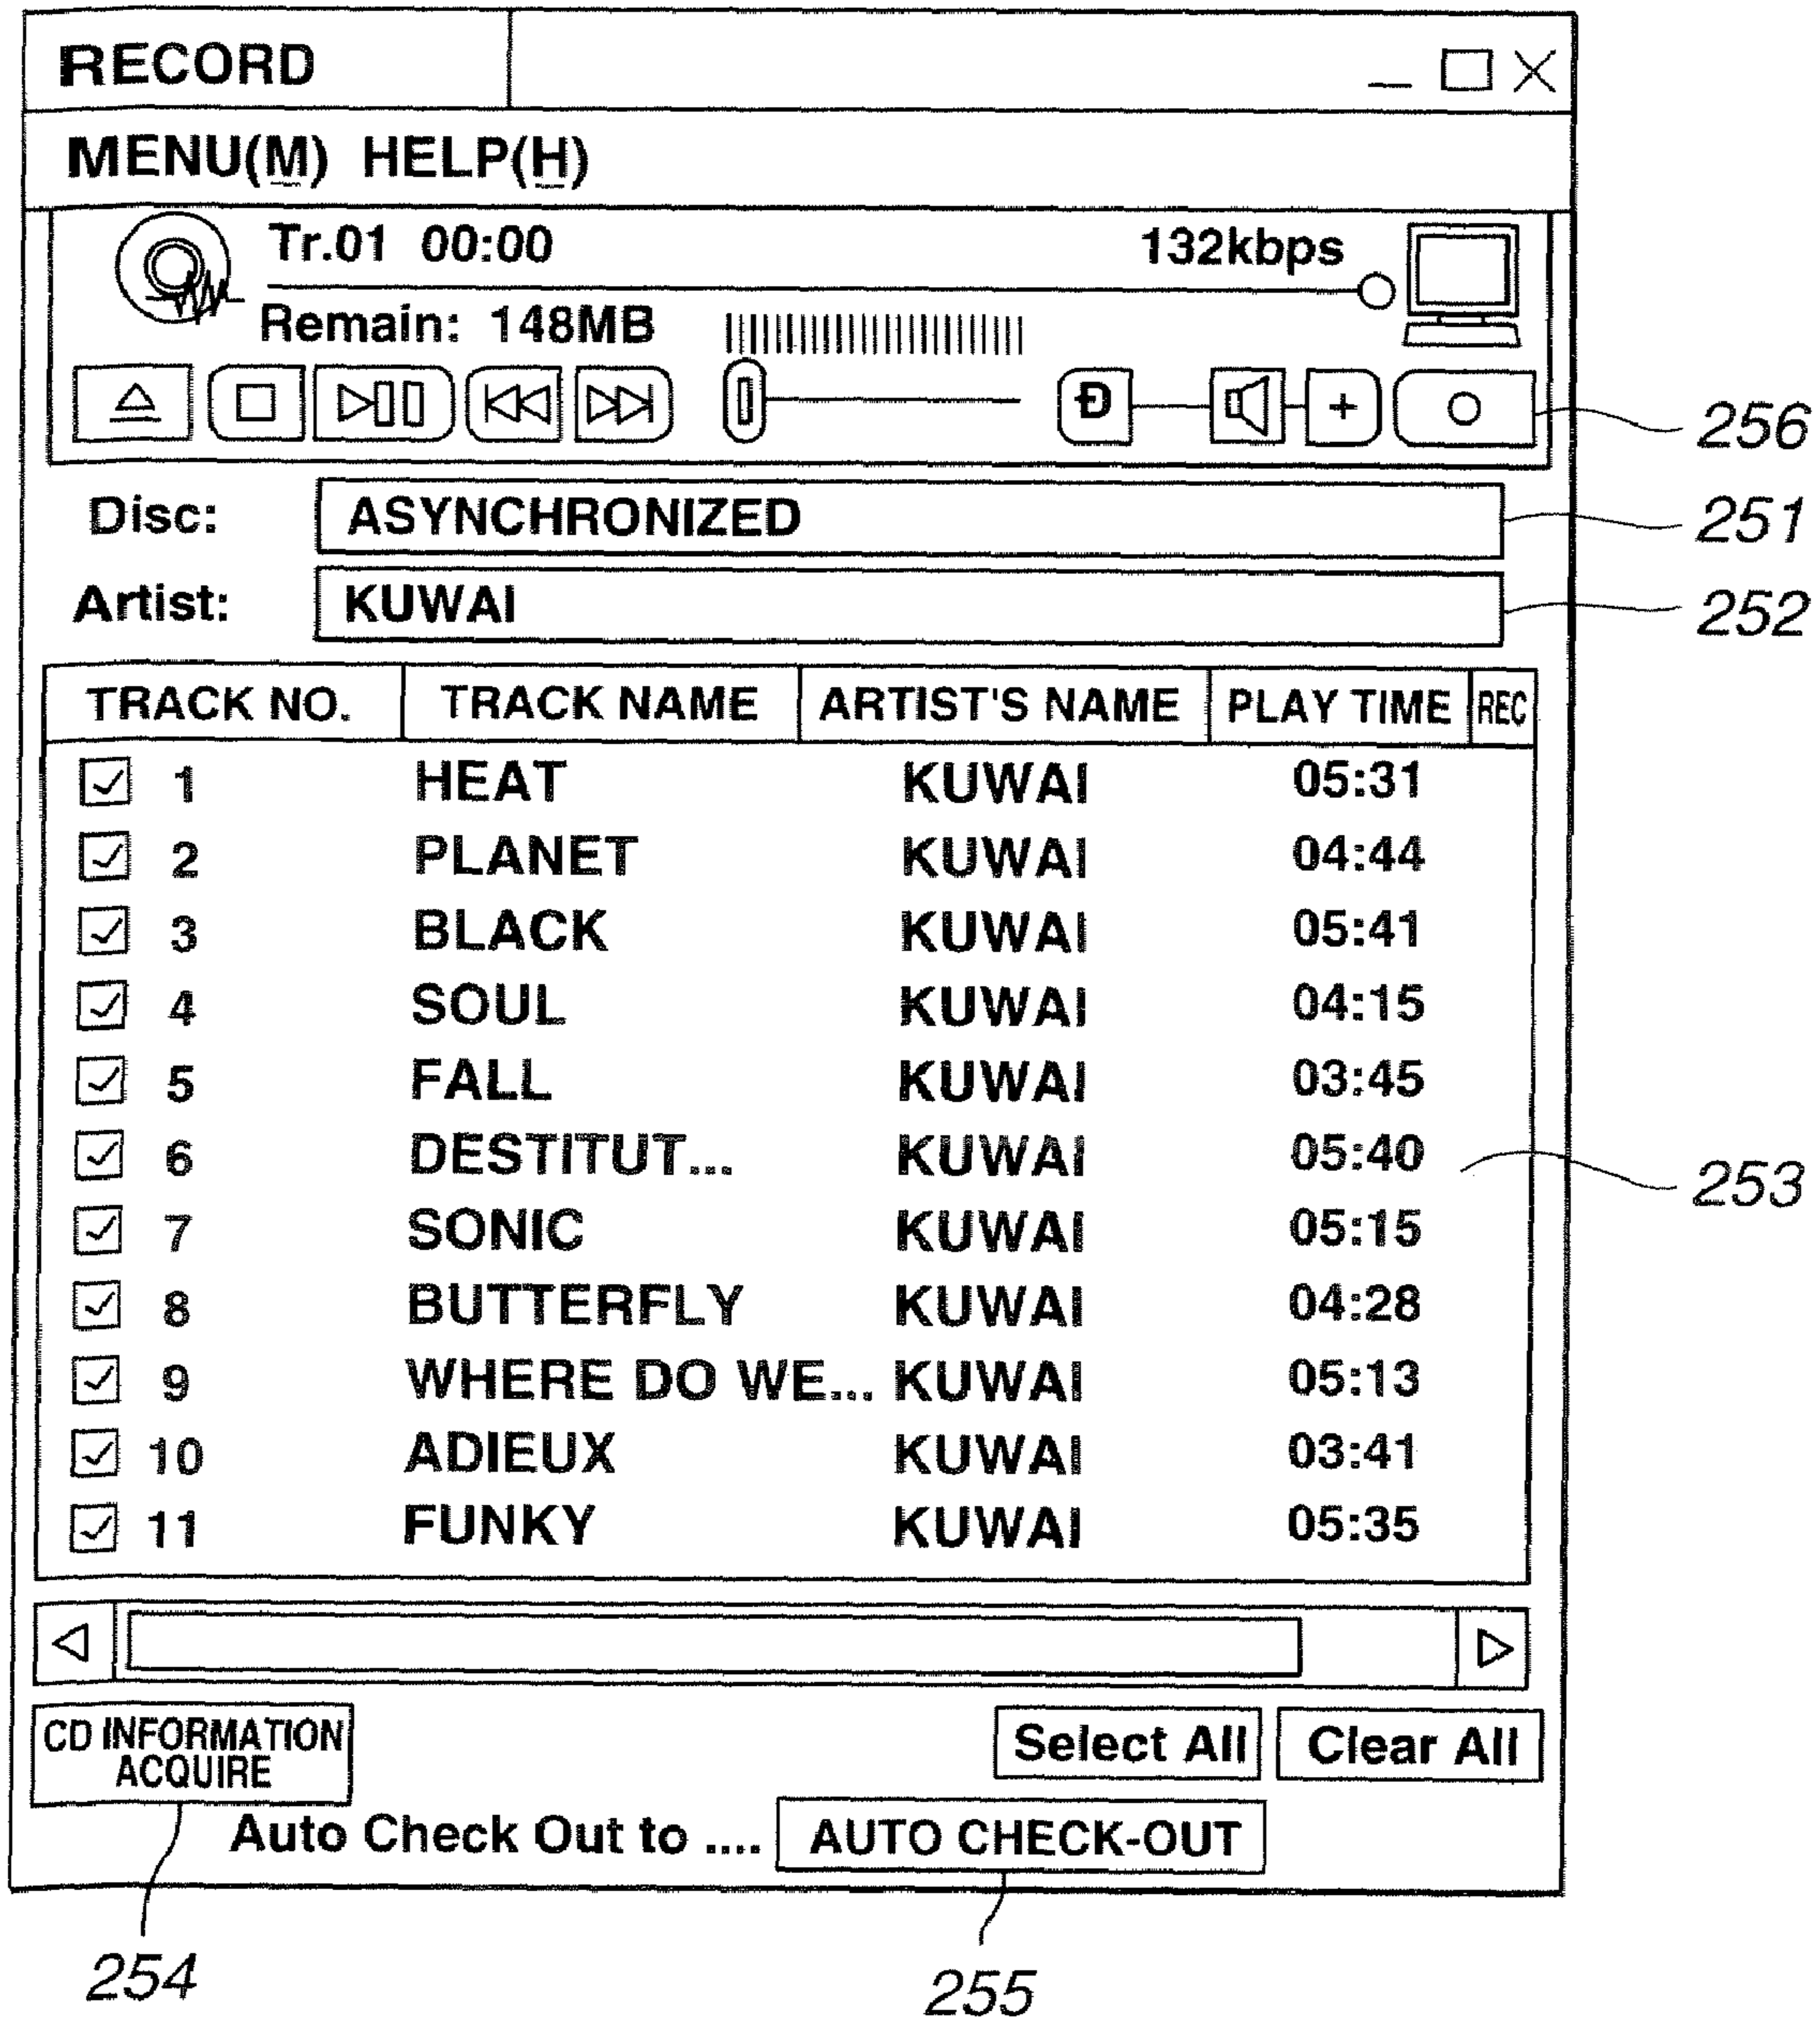 RECORD
MENU(M) HELP(H)
Tr.01 00:00 132kbps
Remain: 148MB
Đ + 256
Disc: ASYNCHRONIZED 251
Artist: KUWAI 252
TRACK NO. TRACK NAME ARTIST'S NAME PLAY TIME REC
1 HEAT KUWAI 05:31
2 PLANET KUWAI 04:44
3 BLACK KUWAI 05:41
4 SOUL KUWAI 04:15
5 FALL KUWAI 03:45
6 DESTITUT... KUWAI 05:40
253
7 SONIC KUWAI 05:15
8 BUTTERFLY KUWAI 04:28
9 WHERE DO WE... KUWAI 05:13
10 ADIEUX KUWAI 03:41
11 FUNKY KUWAI 05:35
CD INFORMATION
ACQUIRE
Select All Clear All
Auto Check Out to .... AUTO CHECK-OUT
254
255